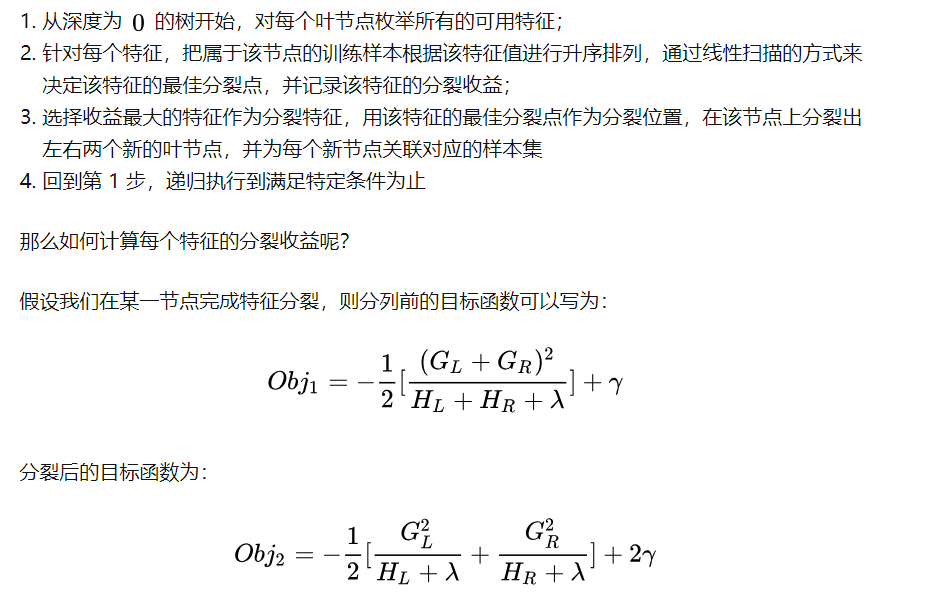 1. 从深度为 0 的树开始，对每个叶节点枚举所有的可用特征；
2. 针对每个特征，把属于该节点的训练样本根据该特征值进行升序排列，通过线性扫描的方式来
决定该特征的最佳分裂点，并记录该特征的分裂收益；
3. 选择收益最大的特征作为分裂特征，用该特征的最佳分裂点作为分裂位置，在该节点上分裂出
左右两个新的叶节点，并为每个新节点关联对应的样本集
4. 回到第 1 步，递归执行到满足特定条件为止
那么如何计算每个特征的分裂收益呢？
假设我们在某一节点完成特征分裂，则分列前的目标函数可以写为：
Obj_1 = -\frac{1}{2}[\frac{(G_L + G_R)^2}{H_L + H_R + λ}] + γ
分裂后的目标函数为：
Obj_2 = -\frac{1}{2}[\frac{G_L^2}{H_L + λ} + \frac{G_R^2}{H_R + λ}] + 2γ